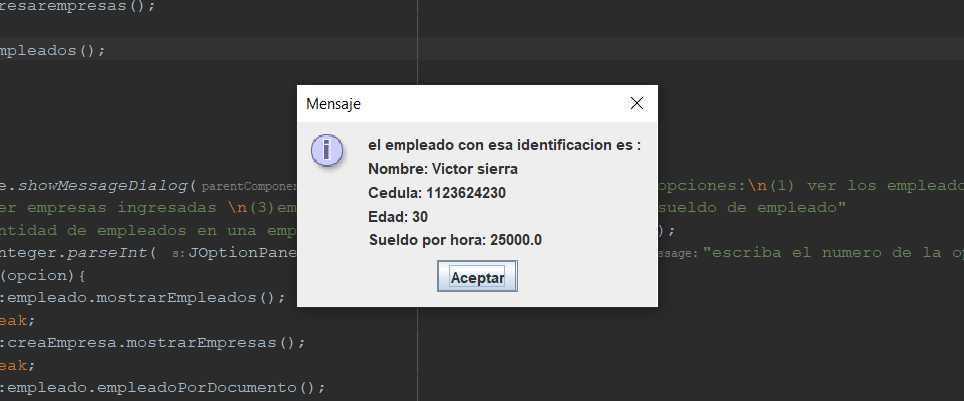 resarempresas();
mpleados();
Mensaje
el empleado con esa identificacion es :
Nombre: Victor sierra
Cedula: 1123624230
Edad: 30
Sueldo por hora: 25000.0
Aceptar
e.showMessageDialog( parentComponent opciones:\n(1) ver los empleado
er empresas ingresadas \n(3)em sueldo de empleado"
ntidad de empleados en una emp );
nteger.parseInt( s: JOptionPane message: "escriba el numero de la op
(opcion){
:empleado.mostrarEmpleados();
eak;
:creaEmpresa.mostrarEmpresas();
eak;
:empleado.empleadoPorDocumento();